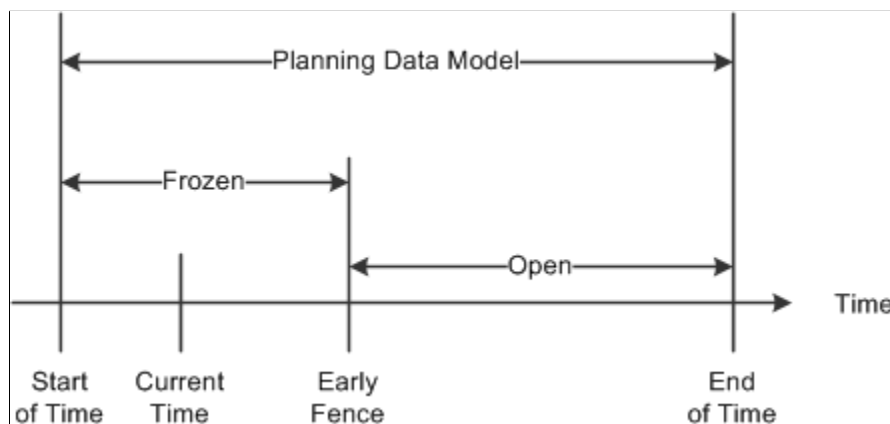 Planning Data Model
Frozen
Open
Time
Start
of Time
Current
Time
Early
Fence
End
of Time